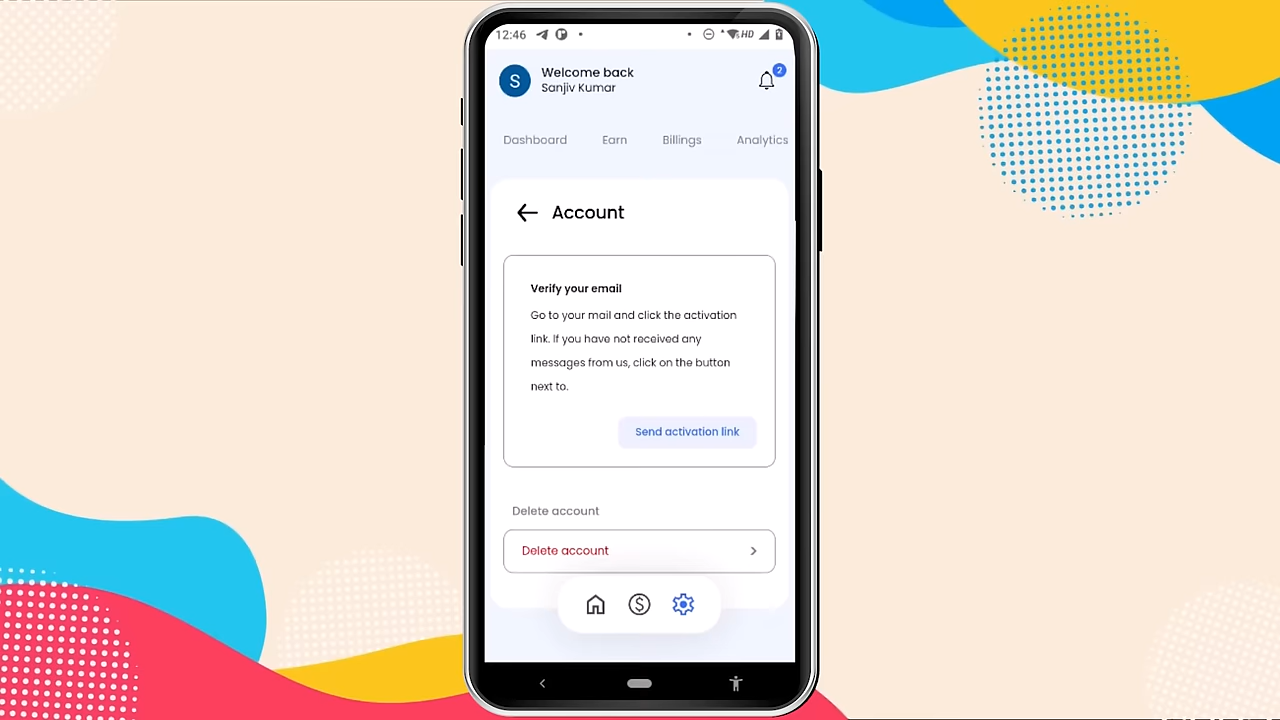 12:46
HD
S
Welcome back
2
Sanjiv Kumar
Dashboard Earn Billings Analytics
Account
Verify your email
Go to your mail and click the activation
link. If you have not received any
messages from us, click on the button
next to.
Send activation link
Delete account
Delete account